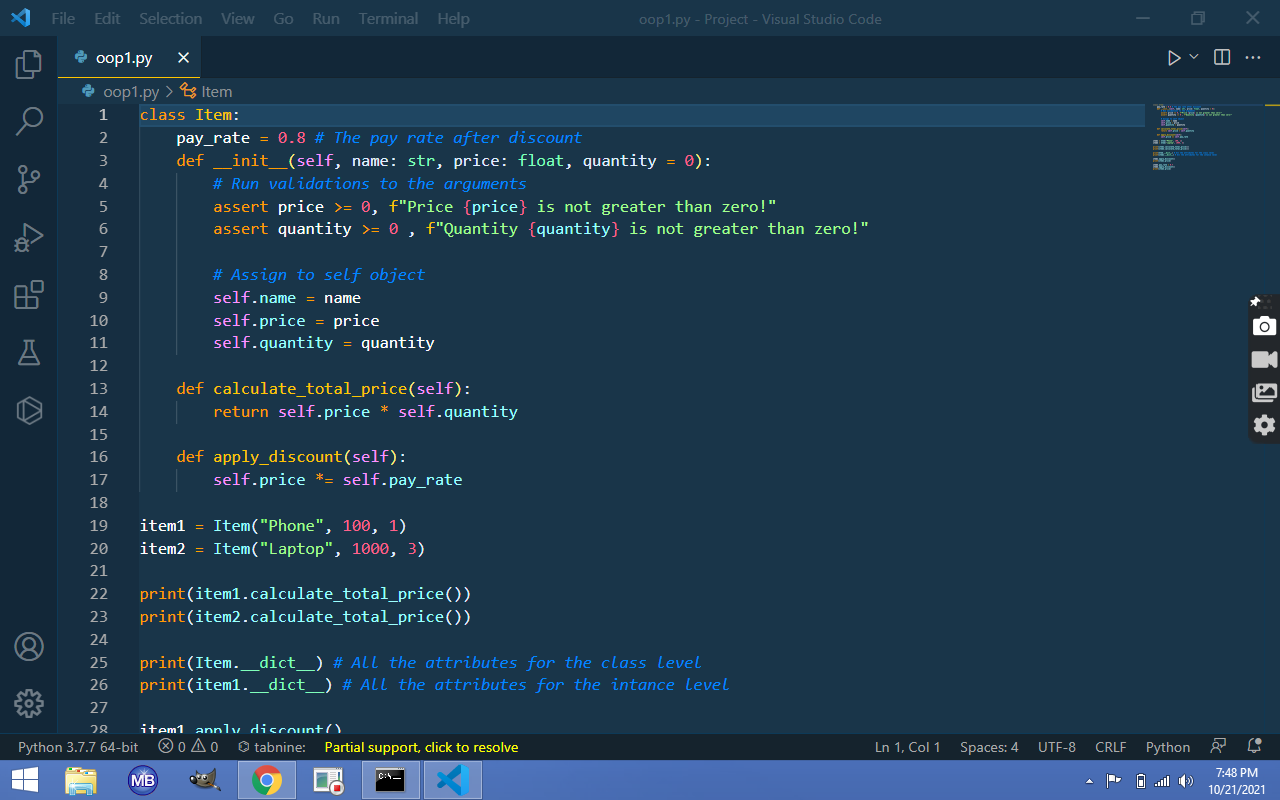 File Edit Selection View Go Run Terminal Help oop1.py - Project - Visual Studio Code
oop1.py
oop1.py > Item
1 class Item:
2 pay_rate = 0.8 # The pay rate after discount
3 def __init__(self, name: str, price: float, quantity = 0):
4 # Run validations to the arguments
5 assert price >= 0, f"Price {price} is not greater than zero!"
6 assert quantity >= 0 , f"Quantity {quantity} is not greater than zero!"
7
8 # Assign to self object
9 self.name = name
10 self.price = price
11 self.quantity = quantity
12
13 def calculate_total_price(self):
14 return self.price * self.quantity
15
16 def apply_discount(self):
17 self.price *= self.pay_rate
18
19 item1 = Item("Phone", 100, 1)
20 item2 = Item("Laptop", 1000, 3)
21
22 print(item1.calculate_total_price())
23 print(item2.calculate_total_price())
24
25 print(Item.__dict__) # All the attributes for the class level
26 print(item1.__dict__) # All the attributes for the intance level
27
28 item1.apply_discount()
Python 3.7.7 64-bit 0 0 tabnine: Partial support, click to resolve Ln 1, Col 1 Spaces: 4 UTF-8 CRLF Python
MB
C:\_
7:48 PM
10/21/2021